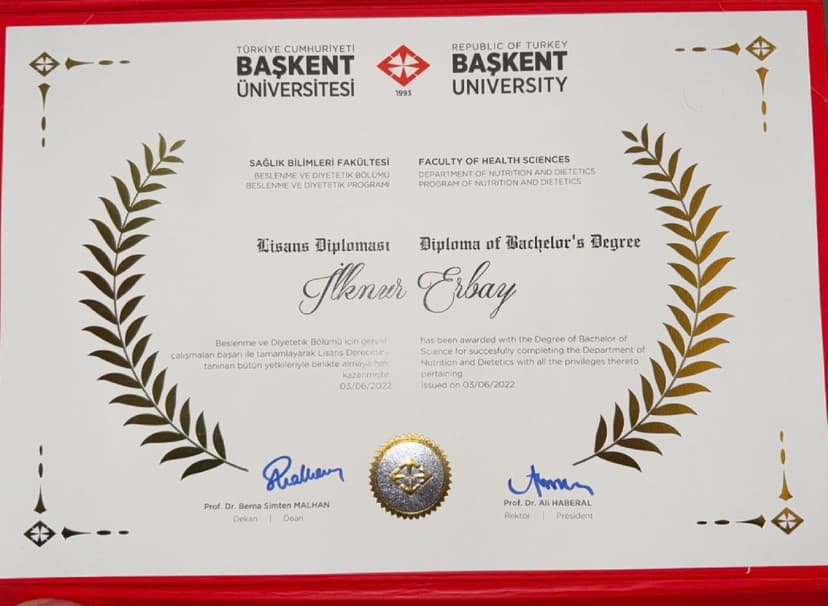 TÜRKİYE CUMHURİYETİ
BAŞKENT
ÜNİVERSİTESİ
1993
REPUBLIC OF TURKEY
BAŞKENT
UNIVERSITY
SAĞLIK BİLİMLERİ FAKÜLTESİ
BESLENME VE DİYETETİK BÖLÜMÜ
BESLENME VE DİYETETİK PROGRAMI
FACULTY OF HEALTH SCIENCES
DEPARTMENT OF NUTRITION AND DIETETICS
PROGRAM OF NUTRITION AND DIETETICS
Lisans Diploması
Diploma of Bachelor's Degree
İlknur Erbay
Beslenme ve Diyetetik Bölümü için gerekli
çalışmaları başarı ile tamamlayarak Lisans Derecesini
tanınan bütün yetkileriyle birlikte almaya hak
kazanmıştır.
03/06/2022
has been awarded with the Degree of Bachelor of
Science for succesfully completing the Department of
Nutrition and Dietetics with all the privileges thereto
pertaining.
Issued on 03/06/2022
Prof. Dr. Berna Simten MALHAN
Dekan | Dean
Prof. Dr. Ali HABERAL
Rektör | President